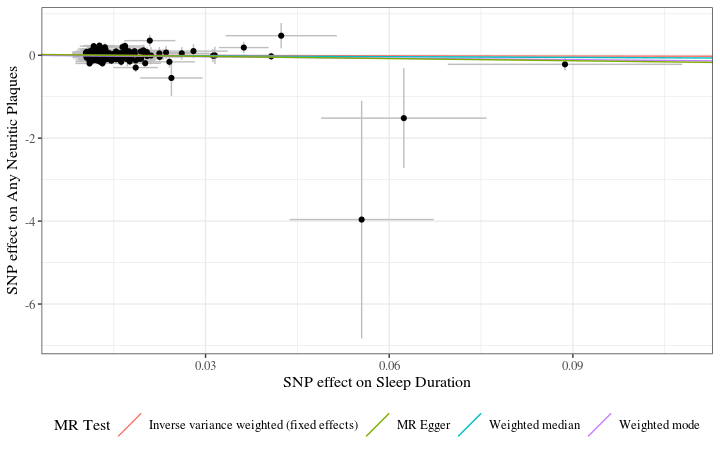 SNP effect on Any Neuritic Plaques
0
-2
-4
-6
0.03 0.06 0.09
SNP effect on Sleep Duration
MR Test Inverse variance weighted (fixed effects) MR Egger Weighted median Weighted mode